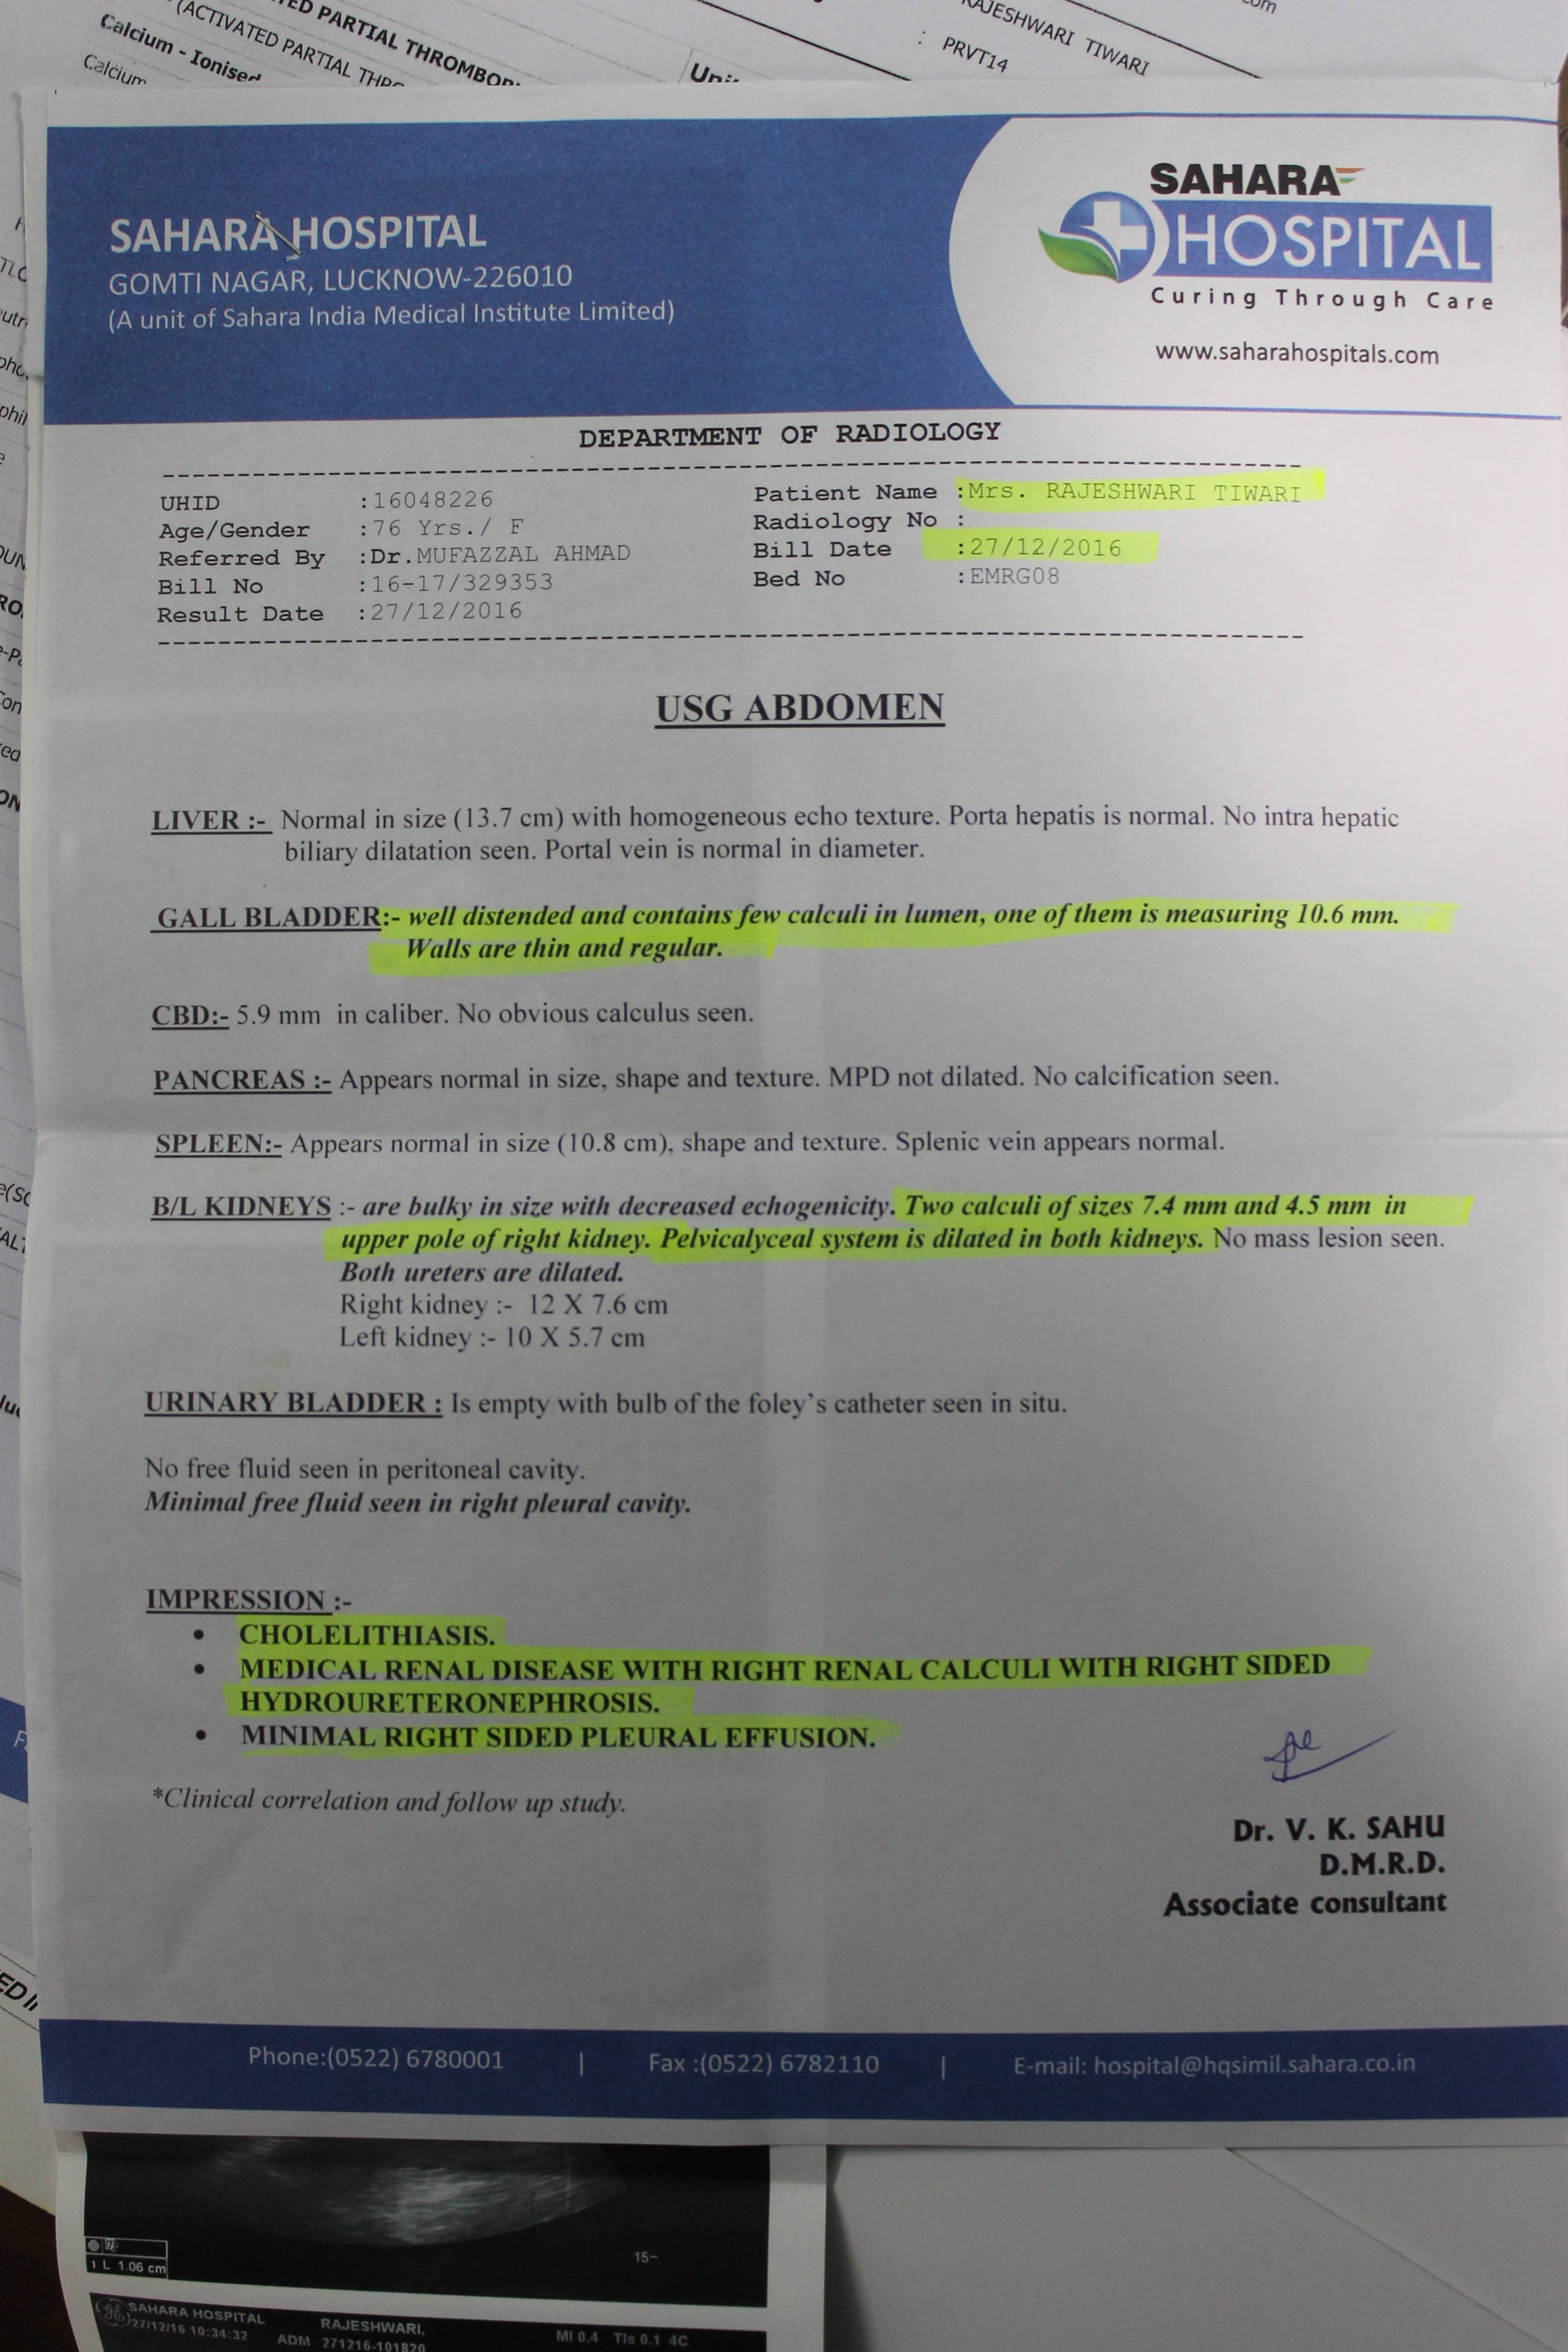 ED PARTIAL THROMBOP
(ACTIVATED PARTIAL
Calcium - Ionised
Calcium
RAJESHWARI TIWARI
: PRVT14
com
SAHARA HOSPITAL
GOMTI NAGAR, LUCKNOW-226010
(A unit of Sahara India Medical Institute Limited)
SAHARA
HOSPITAL
Curing Through Care
www.saharahospitals.com
DEPARTMENT OF RADIOLOGY
UHID :16048226
Age/Gender :76 Yrs./ F
Referred By :Dr.MUFAZZAL AHMAD
Bill No :16-17/329353
Result Date :27/12/2016
Patient Name :Mrs. RAJESHWARI TIWARI
Radiology No :
Bill Date :27/12/2016
Bed No :EMRG08
USG ABDOMEN
LIVER :- Normal in size (13.7 cm) with homogeneous echo texture. Porta hepatis is normal. No intra hepatic
biliary dilatation seen. Portal vein is normal in diameter.
GALL BLADDER:- well distended and contains few calculi in lumen, one of them is measuring 10.6 mm.
Walls are thin and regular.
CBD:- 5.9 mm in caliber. No obvious calculus seen.
PANCREAS :- Appears normal in size, shape and texture. MPD not dilated. No calcification seen.
SPLEEN:- Appears normal in size (10.8 cm), shape and texture. Splenic vein appears normal.
B/L KIDNEYS :- are bulky in size with decreased echogenicity. Two calculi of sizes 7.4 mm and 4.5 mm in
upper pole of right kidney. Pelvicalyceal system is dilated in both kidneys. No mass lesion seen.
Both ureters are dilated.
Right kidney :- 12 X 7.6 cm
Left kidney :- 10 X 5.7 cm
URINARY BLADDER : Is empty with bulb of the foley's catheter seen in situ.
No free fluid seen in peritoneal cavity.
Minimal free fluid seen in right pleural cavity.
IMPRESSION :-
• CHOLELITHIASIS.
• MEDICAL RENAL DISEASE WITH RIGHT RENAL CALCULI WITH RIGHT SIDED
HYDROURETERONEPHROSIS.
• MINIMAL RIGHT SIDED PLEURAL EFFUSION.
*Clinical correlation and follow up study.
Dr. V. K. SAHU
D.M.R.D.
Associate consultant
Phone:(0522) 6780001 | Fax :(0522) 6782110 | E-mail: hospital@hqsimil.sahara.co.in
1 L 1.06 cm
15-
SAHARA HOSPITAL
27/12/16 10:34:32
ADM
RAJESHWARI,
271216-101820
MI 0.4 TIs 0.1 4C